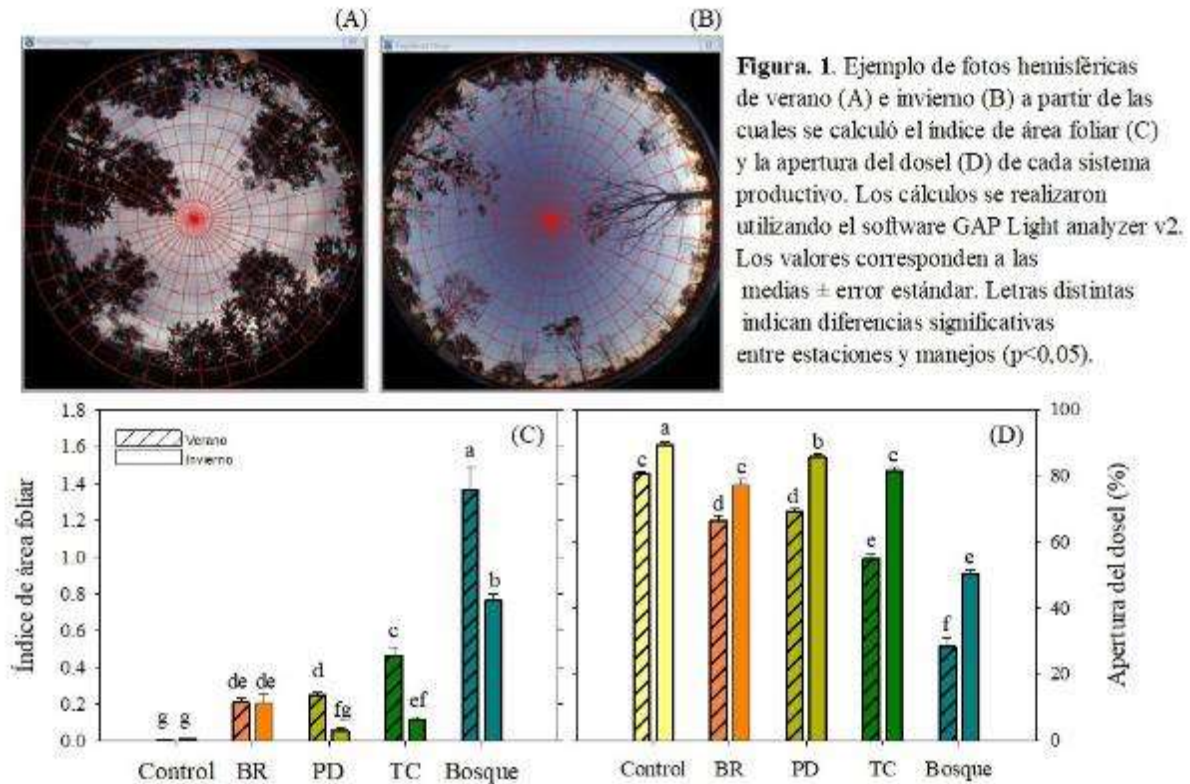 (A)
(B)
Figura. 1. Ejemplo de fotos hemisféricas
de verano (A) e invierno (B) a partir de las
cuales se calculó el índice de área foliar (C)
y la apertura del dosel (D) de cada sistema
productivo. Los cálculos se realizaron
utilizando el software GAP Light analyzer v2.
Los valores corresponden a las
medias ± error estándar. Letras distintas
indican diferencias significativas
entre estaciones y manejos (p<0,05).
Índice de área foliar
1.8
1.6
1.4
1.2
1.0
0.8
0.6
0.4
0.2
0.0
Verano
Invierno
(C)
g g de de d fg c ef a b
Control BR PD TC Bosque
(D)
c a d c d b e c f e
Control BR PD TC Bosque
100
80
60
40
20
0
Apertura del dosel (%)